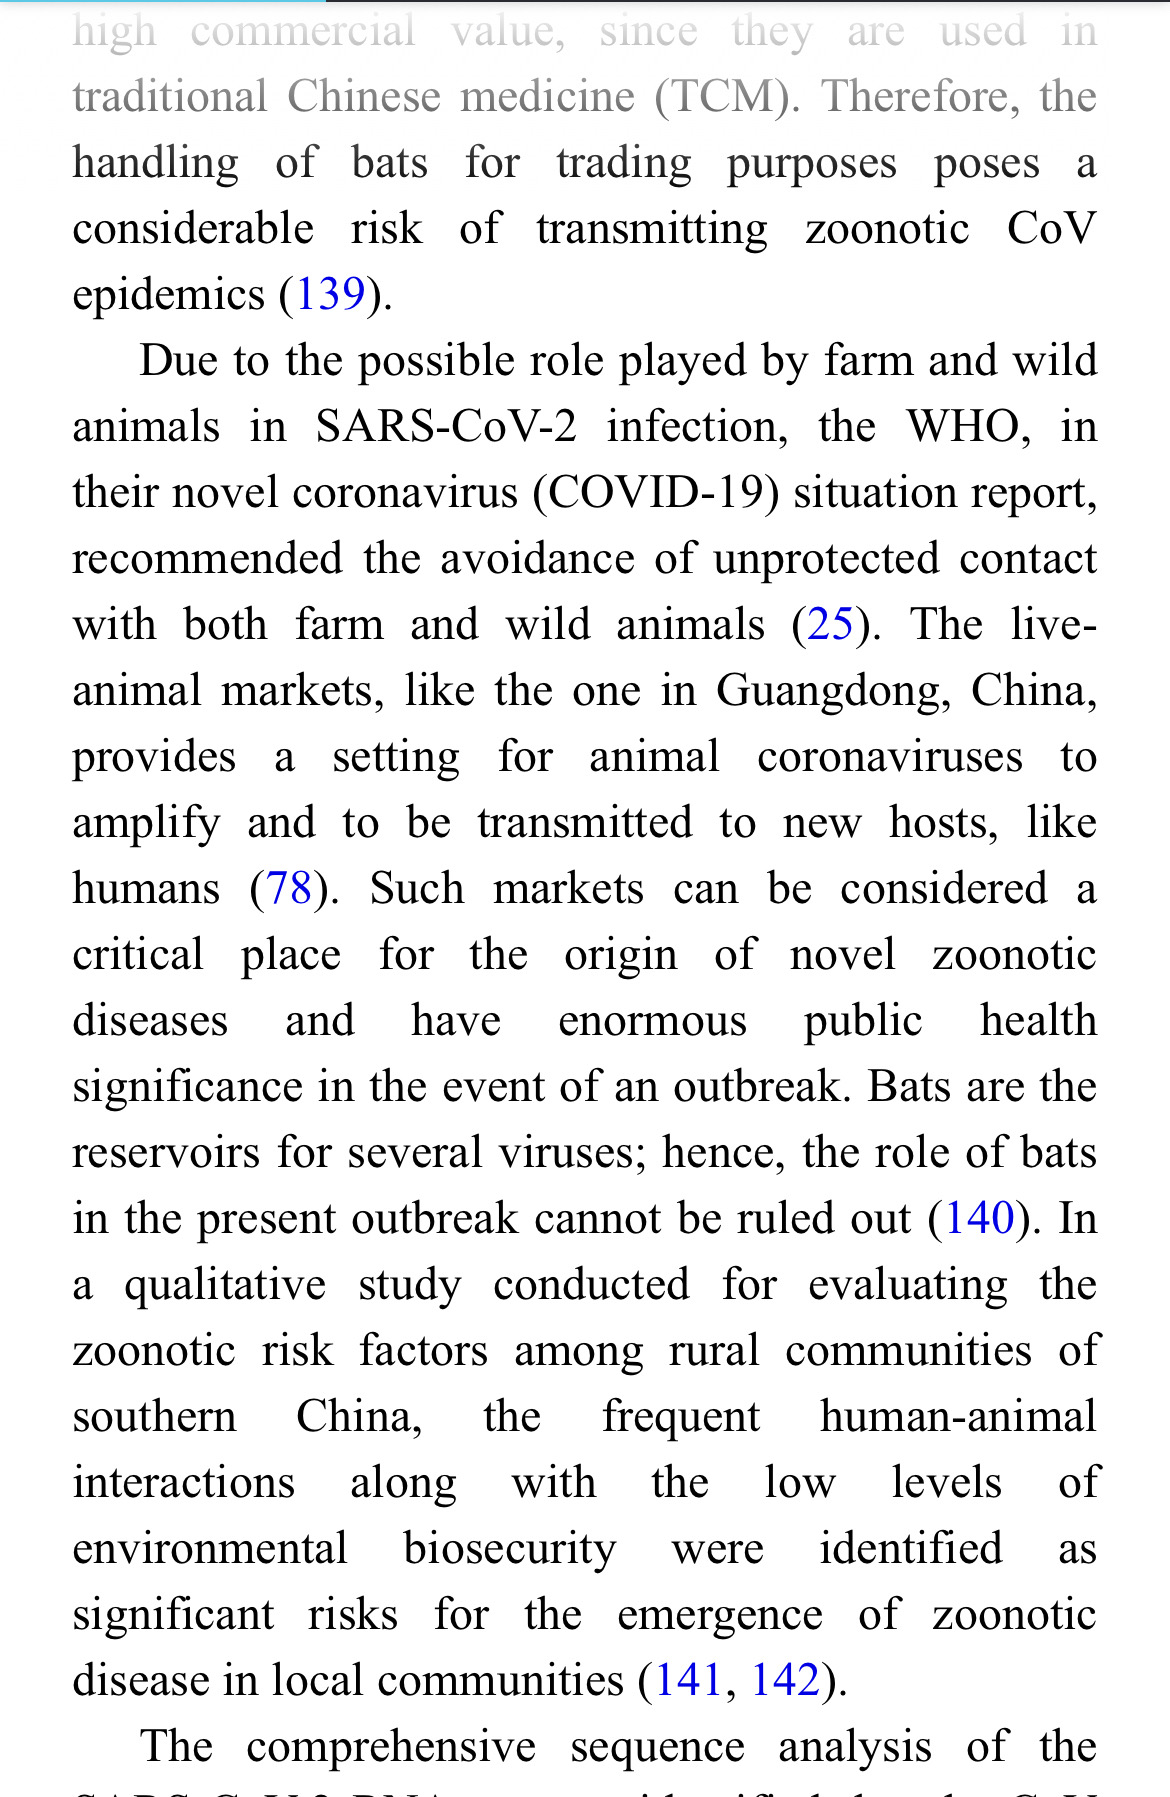 high commercial value, since they are used in
traditional Chinese medicine (TCM). Therefore, the
handling of bats for trading purposes poses a
considerable risk of transmitting zoonotic CoV
epidemics (139).
Due to the possible role played by farm and wild
animals in SARS-CoV-2 infection, the WHO, in
their novel coronavirus (COVID-19) situation report,
recommended the avoidance of unprotected contact
with both farm and wild animals (25). The live-
animal markets, like the one in Guangdong, China,
provides a setting for animal coronaviruses to
amplify and to be transmitted to new hosts, like
humans (78). Such markets can be considered a
critical place for the origin of novel zoonotic
diseases and have enormous public health
significance in the event of an outbreak. Bats are the
reservoirs for several viruses; hence, the role of bats
in the present outbreak cannot be ruled out (140). In
a qualitative study conducted for evaluating the
zoonotic risk factors among rural communities of
southern China, the frequent human-animal
interactions along with the low levels of
environmental biosecurity were identified as
significant risks for the emergence of zoonotic
disease in local communities (141, 142).
The comprehensive sequence analysis of the